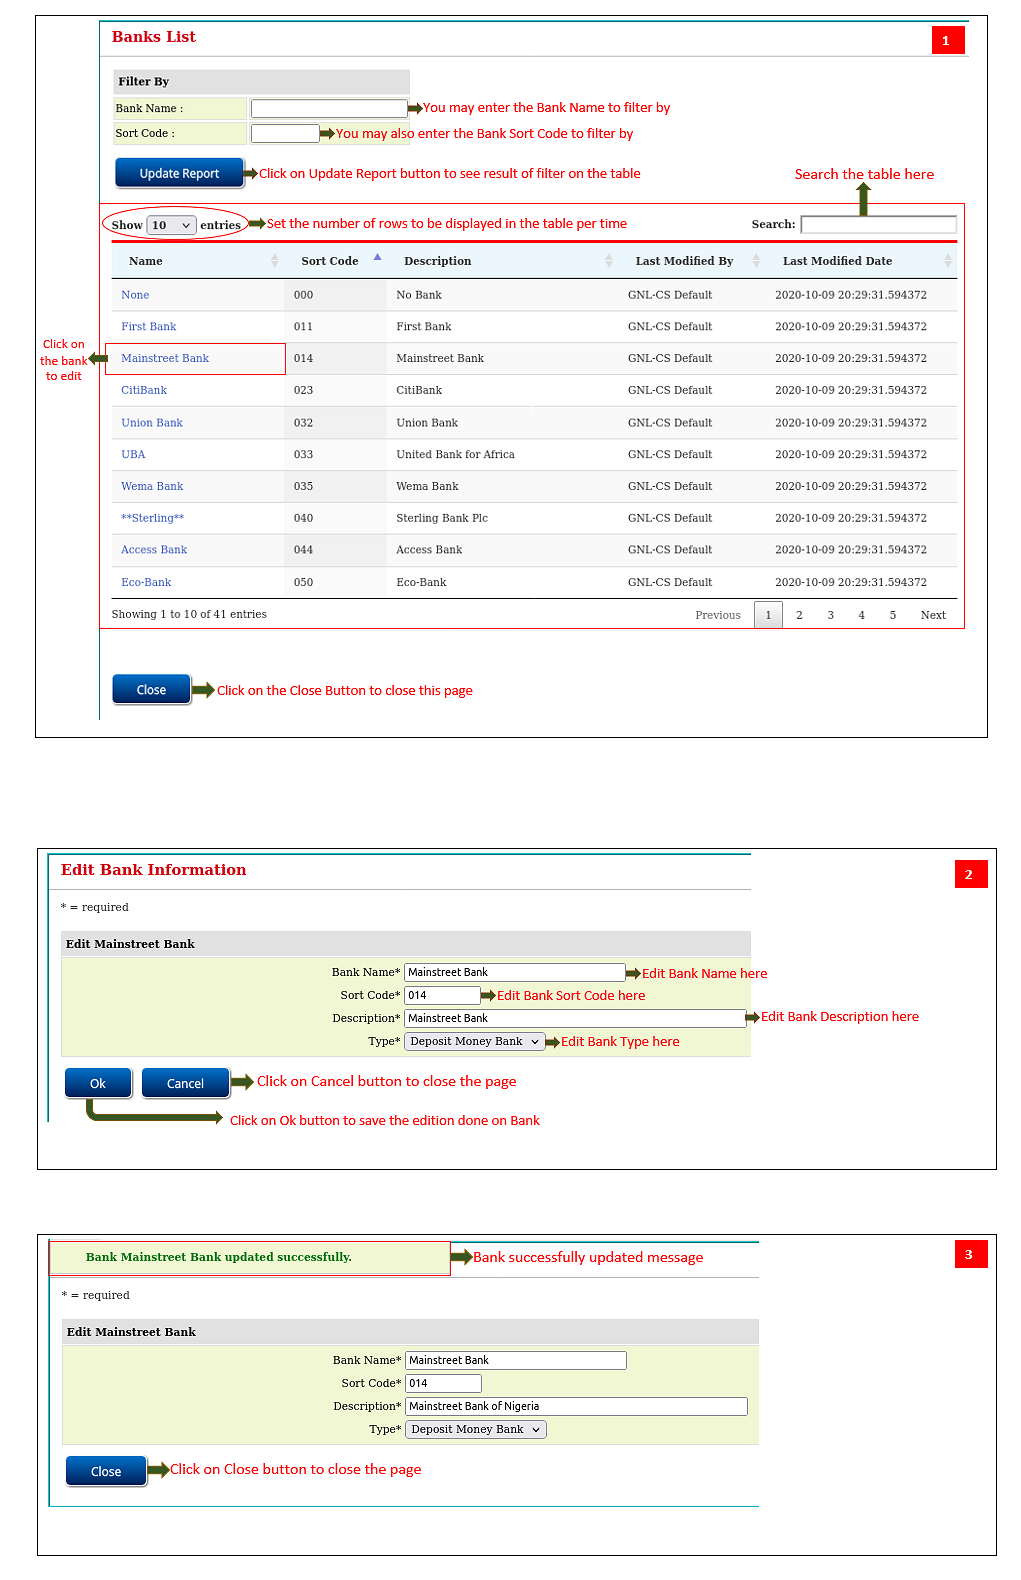 Banks List
1
Filter By
Bank Name :
You may enter the Bank Name to filter by
Sort Code :
You may also enter the Bank Sort Code to filter by
Update Report
Click on Update Report button to see result of filter on the table
Search the table here
Show 10 entries
Set the number of rows to be displayed in the table per time
Search:
Name Sort Code Description Last Modified By Last Modified Date
None 000 No Bank GNL-CS Default 2020-10-09 20:29:31.594372
First Bank 011 First Bank GNL-CS Default 2020-10-09 20:29:31.594372
Click on
the bank
to edit
Mainstreet Bank 014 Mainstreet Bank GNL-CS Default 2020-10-09 20:29:31.594372
CitiBank 023 CitiBank GNL-CS Default 2020-10-09 20:29:31.594372
Union Bank 032 Union Bank GNL-CS Default 2020-10-09 20:29:31.594372
UBA 033 United Bank for Africa GNL-CS Default 2020-10-09 20:29:31.594372
Wema Bank 035 Wema Bank GNL-CS Default 2020-10-09 20:29:31.594372
**Sterling** 040 Sterling Bank Plc GNL-CS Default 2020-10-09 20:29:31.594372
Access Bank 044 Access Bank GNL-CS Default 2020-10-09 20:29:31.594372
Eco-Bank 050 Eco-Bank GNL-CS Default 2020-10-09 20:29:31.594372
Showing 1 to 10 of 41 entries
Previous 1 2 3 4 5 Next
Close
Click on the Close Button to close this page
Edit Bank Information
2
* = required
Edit Mainstreet Bank
Bank Name* Mainstreet Bank
Edit Bank Name here
Sort Code* 014
Edit Bank Sort Code here
Description* Mainstreet Bank
Edit Bank Description here
Type* Deposit Money Bank
Edit Bank Type here
Ok Cancel
Click on Cancel button to close the page
Click on Ok button to save the edition done on Bank
Bank Mainstreet Bank updated successfully.
Bank successfully updated message
3
* = required
Edit Mainstreet Bank
Bank Name* Mainstreet Bank
Sort Code* 014
Description* Mainstreet Bank of Nigeria
Type* Deposit Money Bank
Close
Click on Close button to close the page